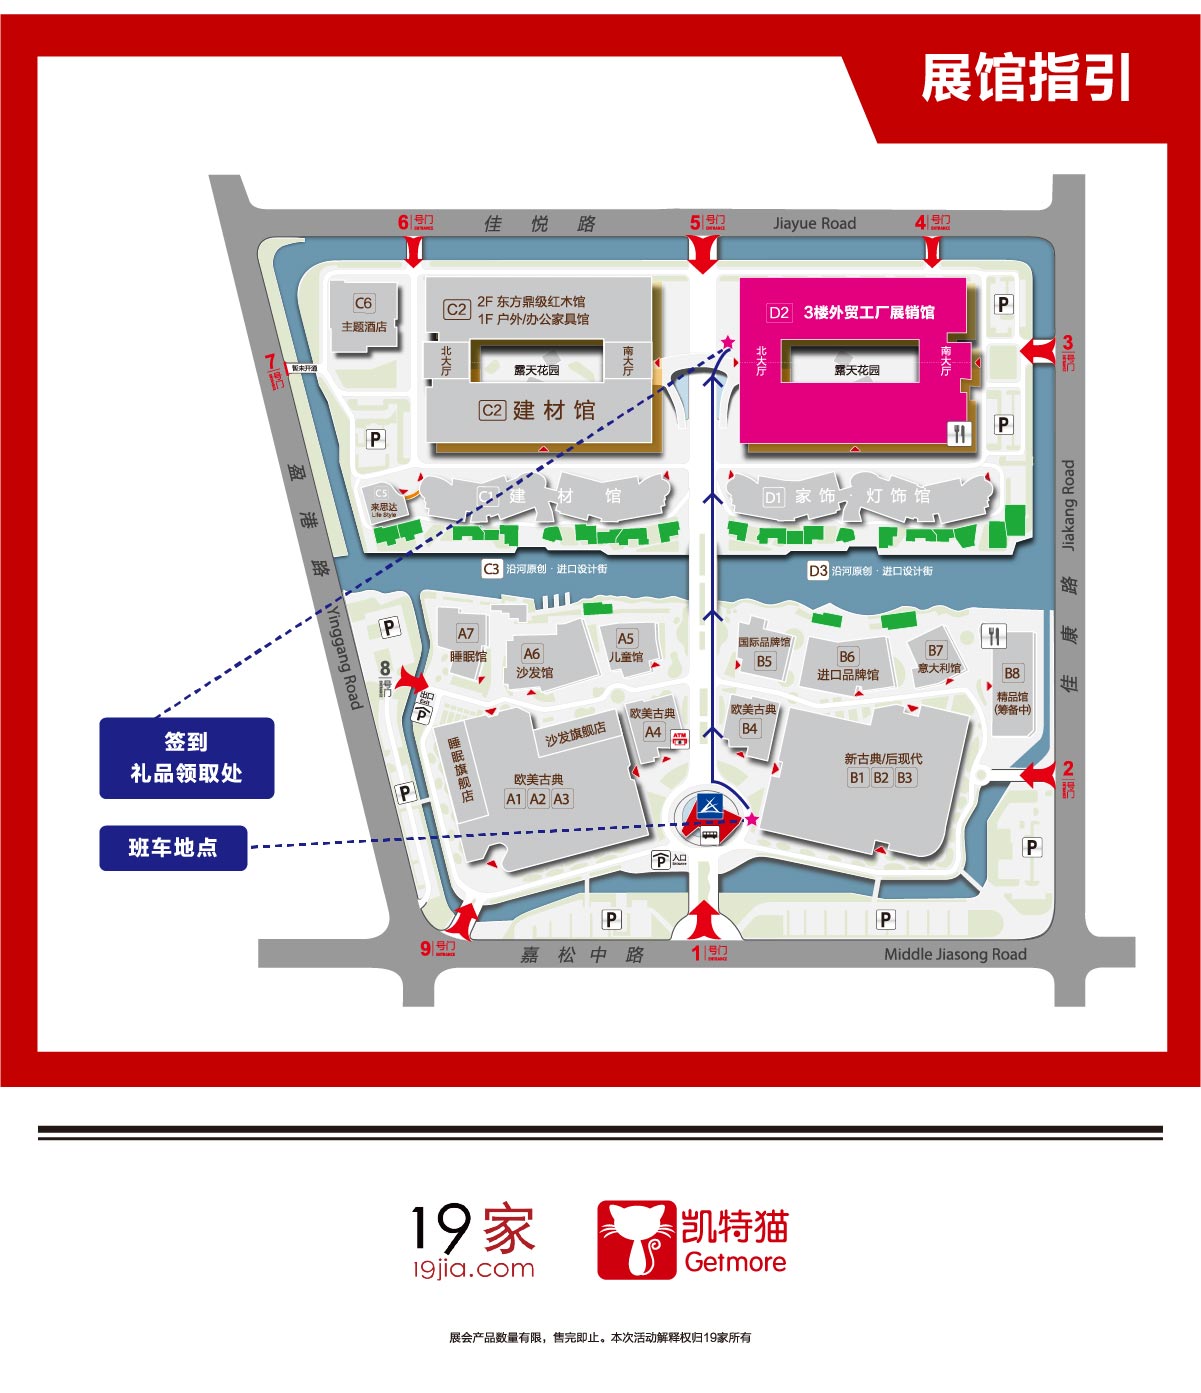 展馆指引
6号门 ENTRANCE
佳悦路
5号门 ENTRANCE
Jiayue Road
4号门 ENTRANCE
C6
主题酒店
C2
2F 东方鼎级红木馆
1F 户外/办公家具馆
北大厅
露天花园
南大厅
C2 建材馆
D2 3楼外贸工厂展销馆
北大厅
露天花园
南大厅
P
3号门
7号门
暂未开通
P
P
C5
来思达
Life Style
C1 建材馆
D1 家饰·灯饰馆
盈港路
Yinggang Road
Jiakang Road
佳康路
C3 沿河原创·进口设计街
D3 沿河原创·进口设计街
P
A7
睡眠馆
A6
沙发馆
A5
儿童馆
国际品牌馆
B5
B6
进口品牌馆
B7
意大利馆
B8
精品馆
(筹备中)
8号门
P
签到
礼品领取处
睡眠旗舰店
沙发旗舰店
欧美古典
A4
ATM
欧美古典
B4
欧美古典
A1 A2 A3
新古典/后现代
B1 B2 B3
2号门
P
班车地点
P 入口
P
P
P
9号门 ENTRANCE
嘉松中路
1号门 ENTRANCE
Middle Jiasong Road
19家
19jia.com
凯特猫
Getmore
展会产品数量有限，售完即止。本次活动解释权归19家所有